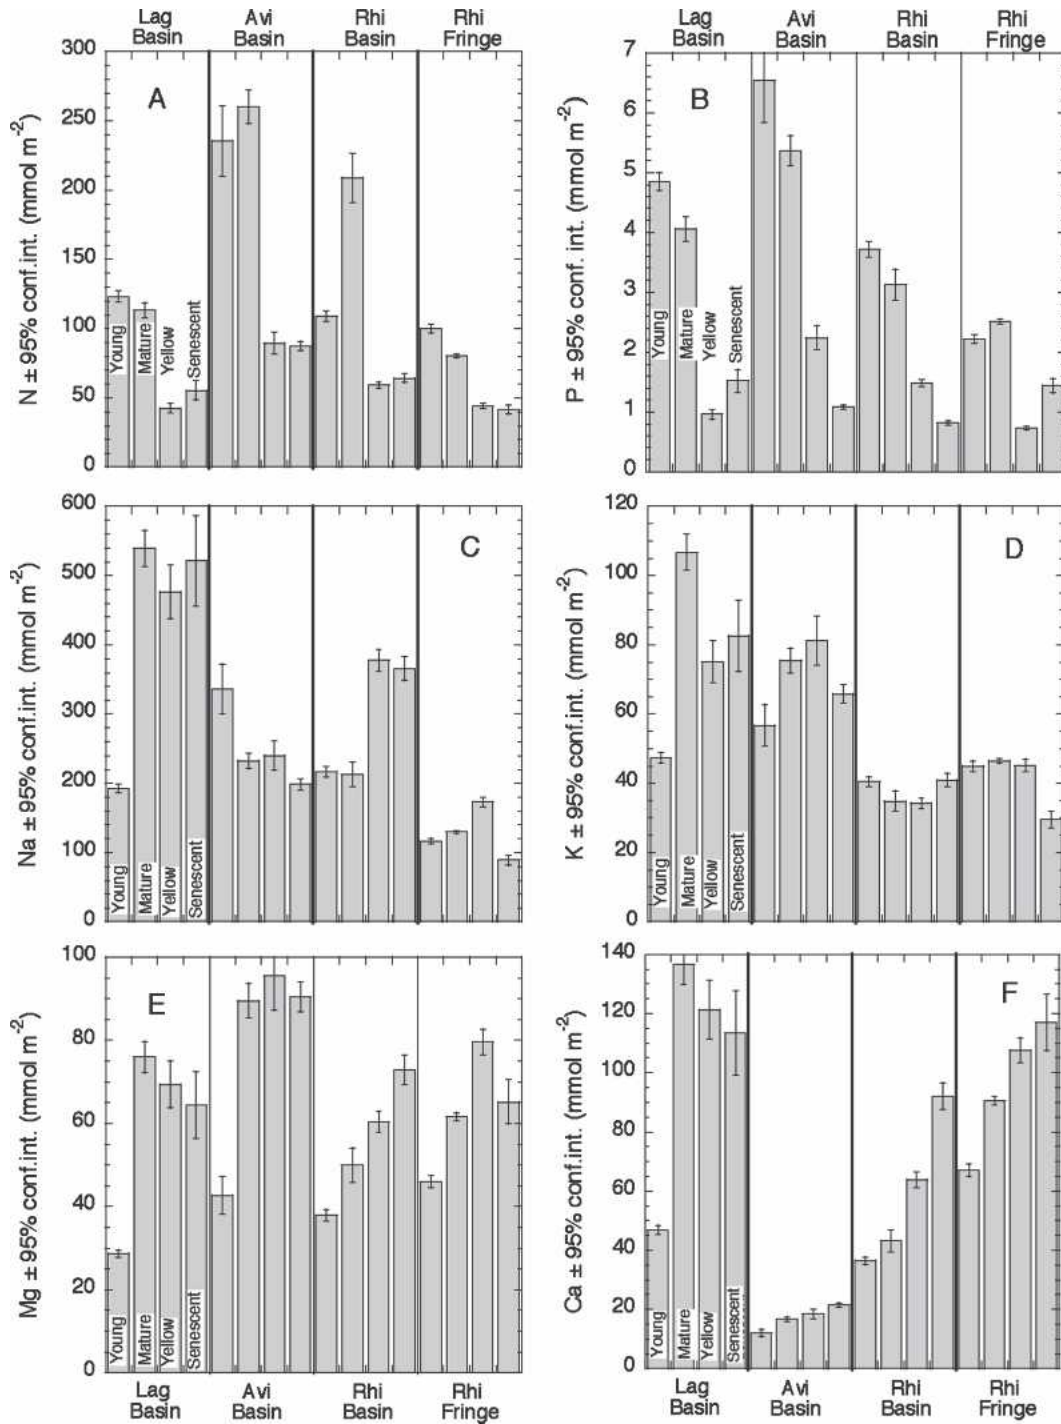 Lag Basin
Avi Basin
Rhi Basin
Rhi Fringe
N ± 95% conf.int. (mmol m-2)
300
250
200
150
100
50
0
A
Young
Mature
Yellow
Senescent
Lag Basin
Avi Basin
Rhi Basin
Rhi Fringe
P ± 95% conf. int. (mmol m-2)
7
6
5
4
3
2
1
0
B
Young
Mature
Yellow
Senescent
Na ± 95% conf.int. (mmol m-2)
600
500
400
300
200
100
0
C
Young
Mature
Yellow
Senescent
K ± 95% conf.int. (mmol m-2)
120
100
80
60
40
20
0
D
Young
Mature
Yellow
Senescent
Mg ± 95% conf.int. (mmol m-2)
100
80
60
40
20
0
E
Young
Mature
Yellow
Senescent
Lag Basin
Avi Basin
Rhi Basin
Rhi Fringe
Ca ± 95% conf.int. (mmol m-2)
140
120
100
80
60
40
20
0
F
Young
Mature
Yellow
Senescent
Lag Basin
Avi Basin
Rhi Basin
Rhi Fringe